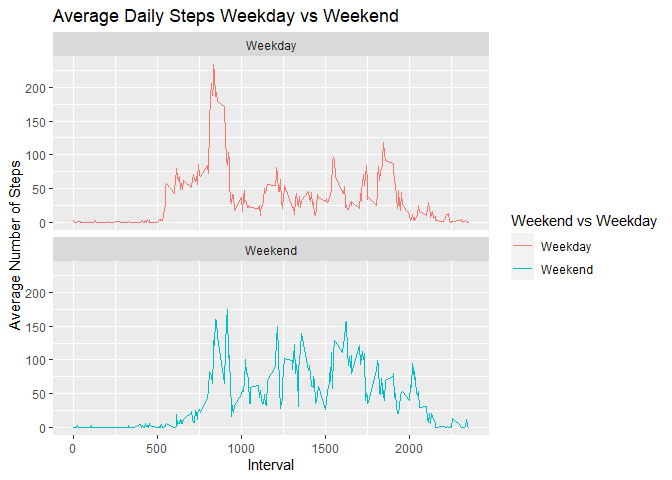 Average Daily Steps Weekday vs Weekend
Weekday
200
150
100
50
0
Weekend
200
150
100
50
0
Average Number of Steps
0 500 1000 1500 2000
Interval
Weekend vs Weekday
Weekday
Weekend